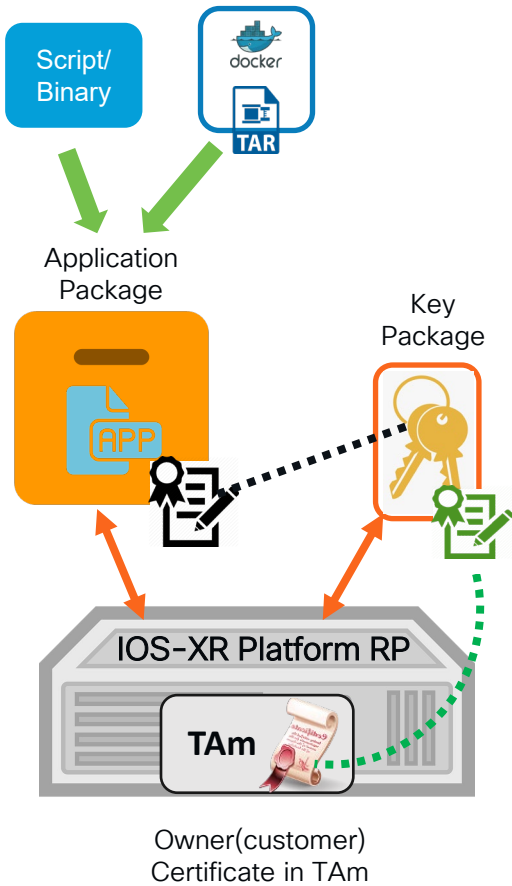 Script/
Binary
docker
TAR
Application
Package
Key
Package
APP
IOS-XR Platform RP
TAm
Owner(customer)
Certificate in TAm